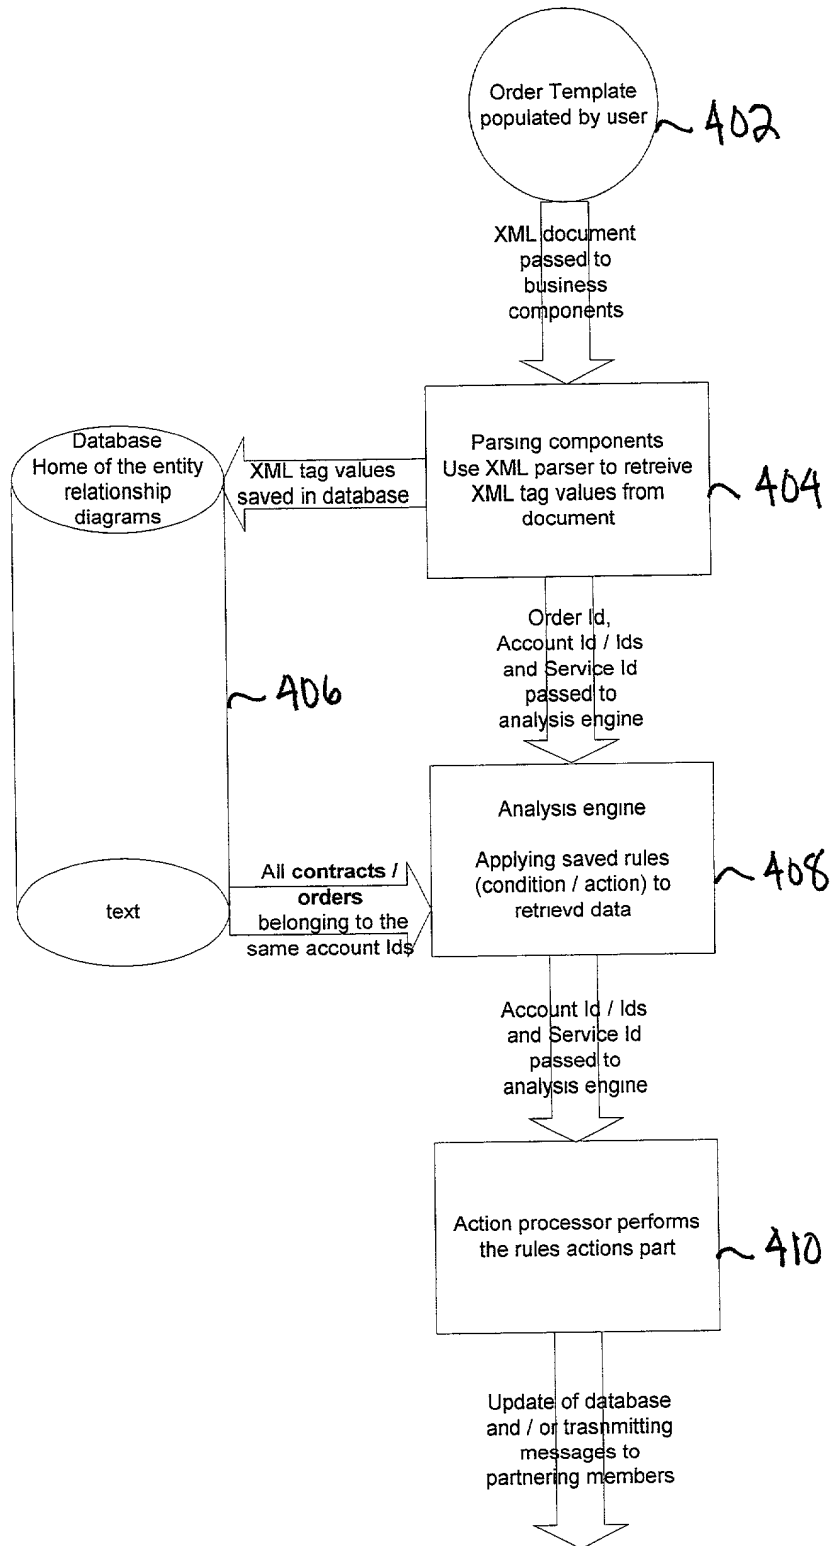 Order Template
populated by user
402
XML document
passed to
business
components
Parsing components
Use XML parser to retreive
XML tag values from
document
404
Database
Home of the entity
relationship
diagrams
XML tag values
saved in database
406
Order Id,
Account Id / Ids
and Service Id
passed to
analysis engine
Analysis engine
Applying saved rules
(condition / action) to
retrievd data
408
text
All contracts /
orders
belonging to the
same account Ids
Account Id / Ids
and Service Id
passed to
analysis engine
Action processor performs
the rules actions part
410
Update of database
and / or trasnmitting
messages to
partnering members